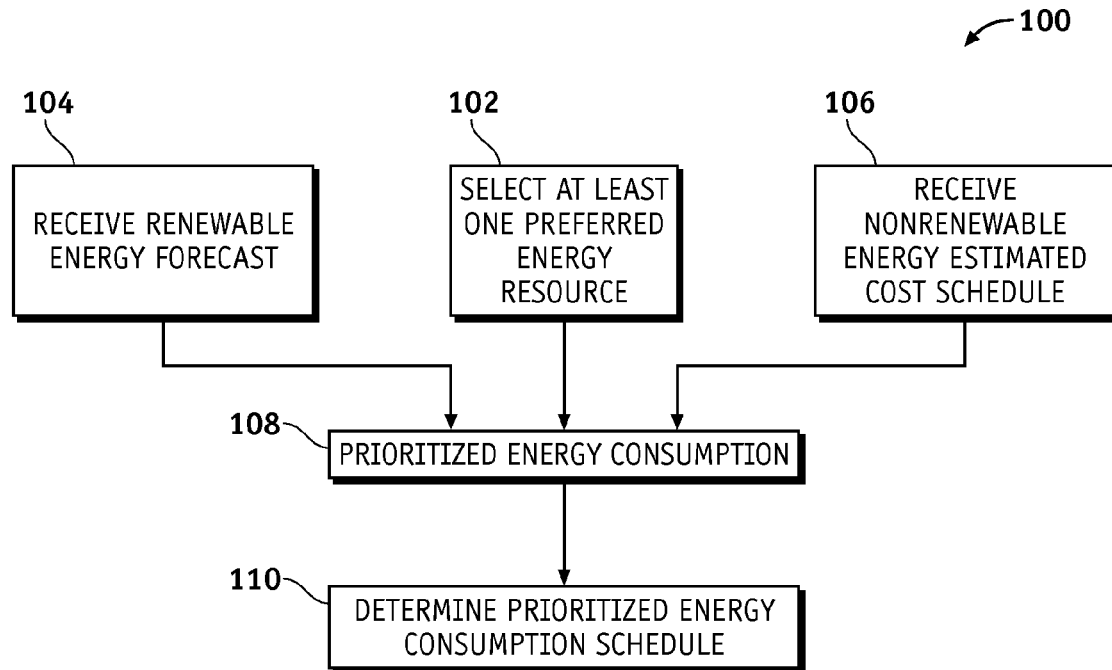 100
104
102
106
RECEIVE RENEWABLE
ENERGY FORECAST
SELECT AT LEAST
ONE PREFERRED
ENERGY
RESOURCE
RECEIVE
NONRENEWABLE
ENERGY ESTIMATED
COST SCHEDULE
108
PRIORITIZED ENERGY CONSUMPTION
110
DETERMINE PRIORITIZED ENERGY
CONSUMPTION SCHEDULE